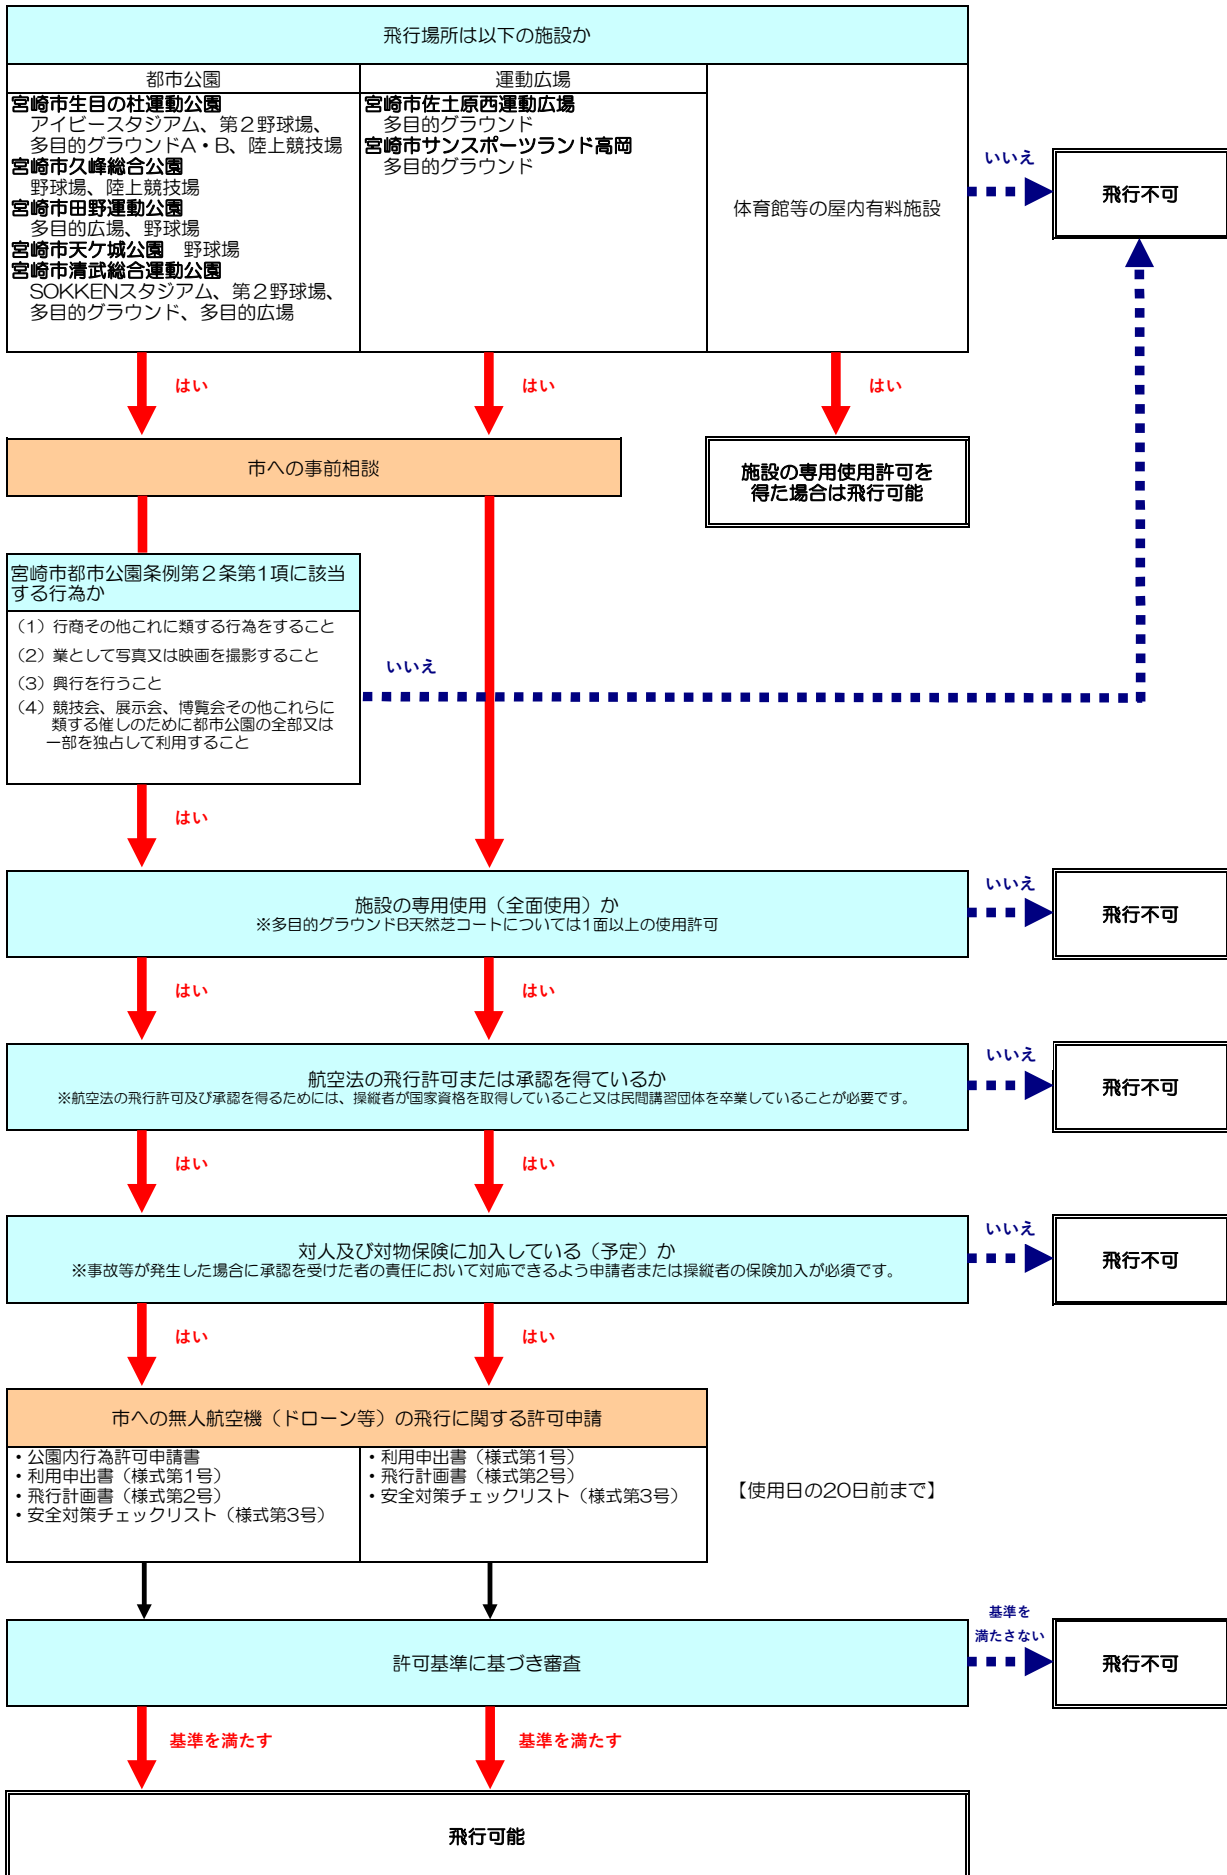 飛行場所は以下の施設か
都市公園
宮崎市生目の杜運動公園
アイビースタジアム、第２野球場、
多目的グラウンドA・B、陸上競技場
宮崎市久峰総合公園
野球場、陸上競技場
宮崎市田野運動公園
多目的広場、野球場
宮崎市天ケ城公園　野球場
宮崎市清武総合運動公園
SOKKENスタジアム、第２野球場、
多目的グラウンド、多目的広場
運動広場
宮崎市佐土原西運動広場
多目的グラウンド
宮崎市サンスポーツランド高岡
多目的グラウンド
体育館等の屋内有料施設
いいえ
飛行不可
はい
はい
はい
市への事前相談
施設の専用使用許可を
得た場合は飛行可能
宮崎市都市公園条例第２条第1項に該当
する行為か
（1）行商その他これに類する行為をすること
（2）業として写真又は映画を撮影すること
（3）興行を行うこと
（4）競技会、展示会、博覧会その他これらに
類する催しのために都市公園の全部又は
一部を独占して利用すること
いいえ
はい
施設の専用使用（全面使用）か
※多目的グラウンドB天然芝コートについては1面以上の使用許可
いいえ
飛行不可
はい
はい
航空法の飛行許可または承認を得ているか
※航空法の飛行許可及び承認を得るためには、操縦者が国家資格を取得していること又は民間講習団体を卒業していることが必要です。
いいえ
飛行不可
はい
はい
対人及び対物保険に加入している（予定）か
※事故等が発生した場合に承認を受けた者の責任において対応できるよう申請者または操縦者の保険加入が必須です。
いいえ
飛行不可
はい
はい
市への無人航空機（ドローン等）の飛行に関する許可申請
・公園内行為許可申請書
・利用申出書（様式第1号）
・飛行計画書（様式第2号）
・安全対策チェックリスト（様式第3号）
・利用申出書（様式第1号）
・飛行計画書（様式第2号）
・安全対策チェックリスト（様式第3号）
【使用日の20日前まで】
許可基準に基づき審査
基準を
満たさない
飛行不可
基準を満たす
基準を満たす
飛行可能